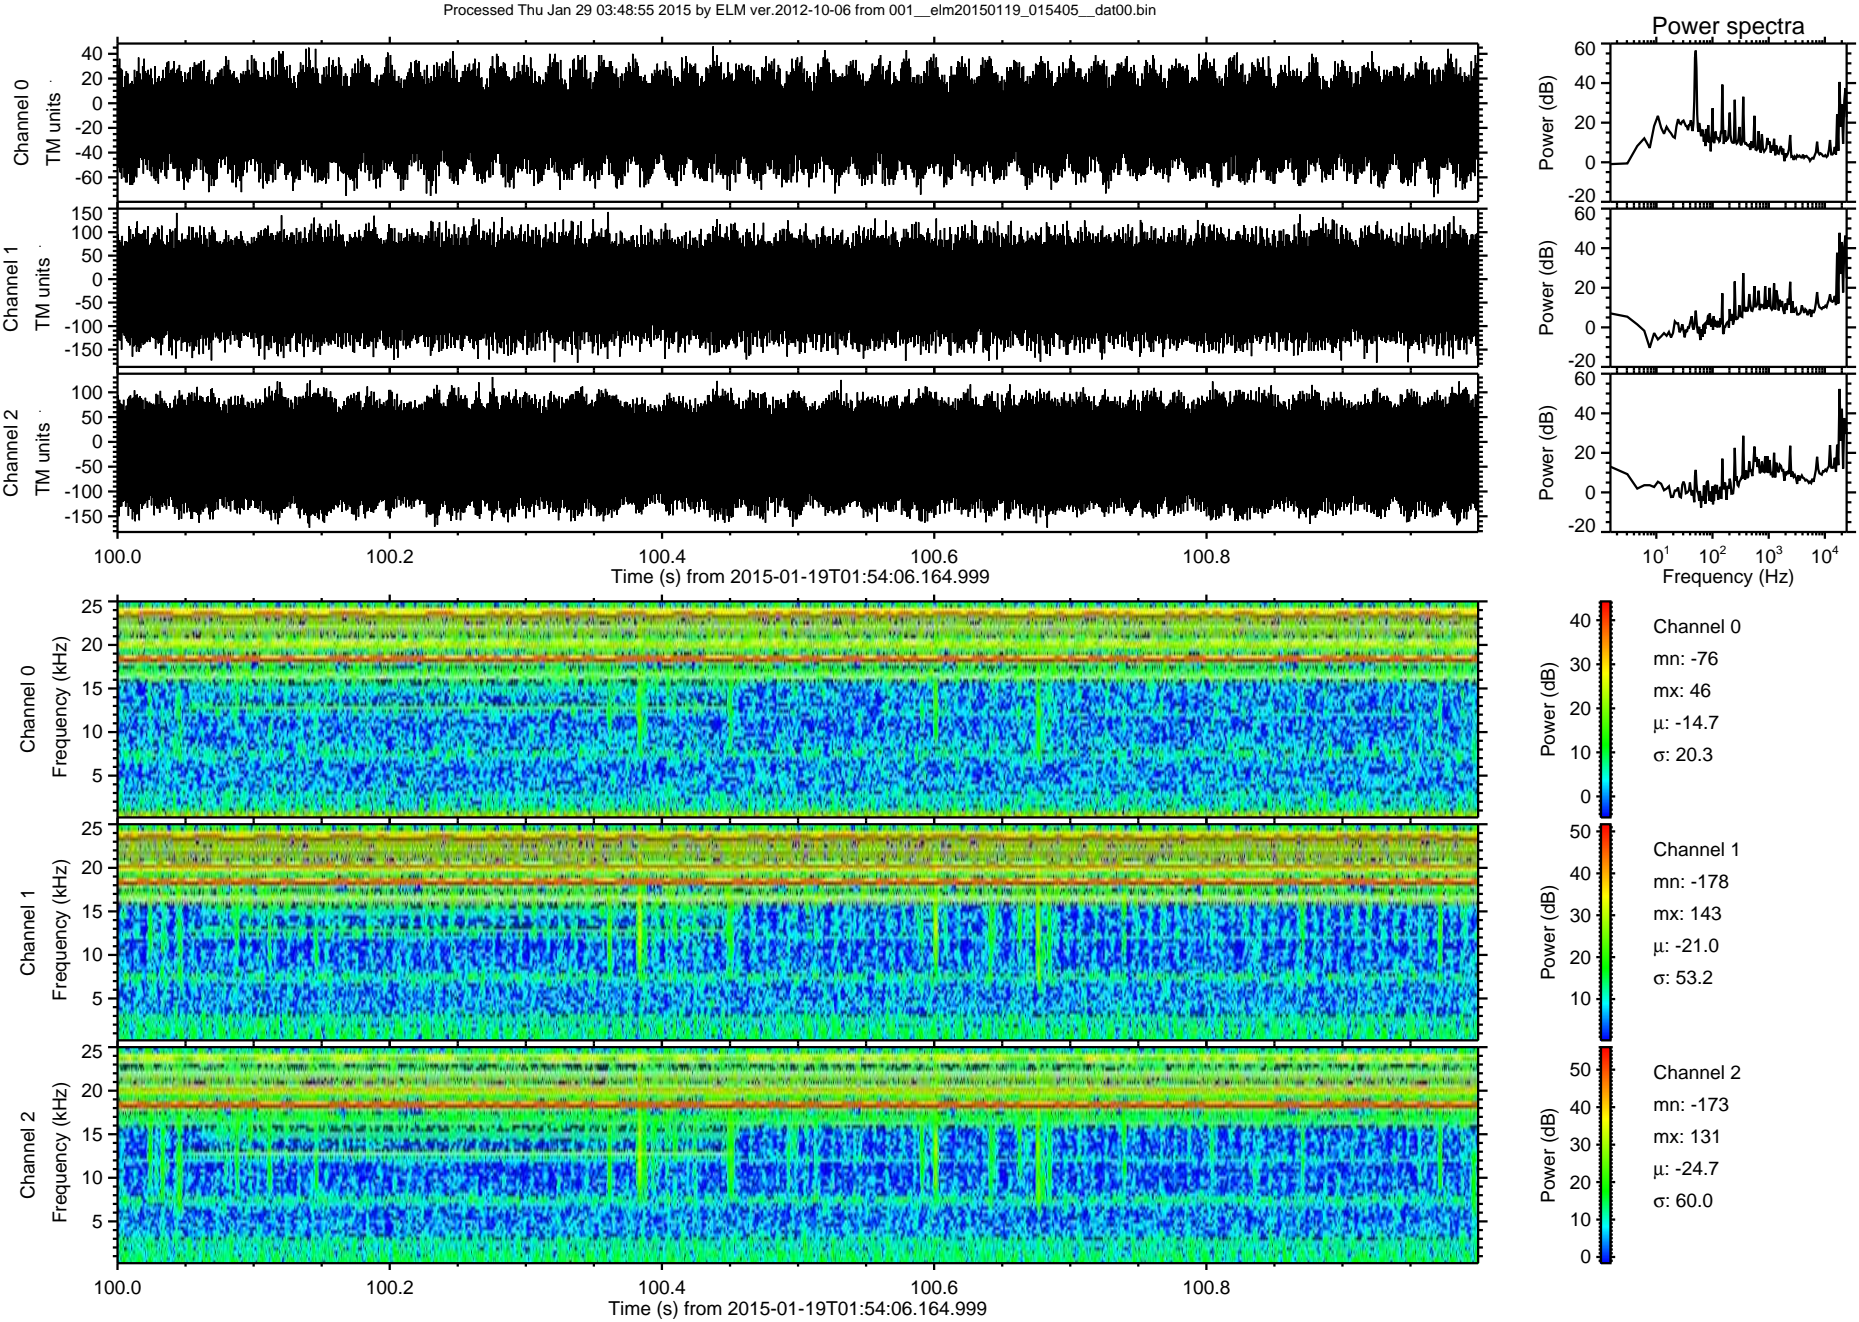 Processed Thu Jan 29 03:48:55 2015 by ELM ver.2012-10-06 from 001__elm20150119_015405__dat00.bin
Power spectra
Channel 0
TM units
40
20
0
-20
-40
-60
Power (dB)
60
40
20
0
-20
Channel 1
TM units
150
100
50
0
-50
-100
-150
Power (dB)
60
40
20
0
-20
Channel 2
TM units
100
50
0
-50
-100
-150
Power (dB)
60
40
20
0
-20
100.0 100.2 100.4 100.6 100.8
Time (s) from 2015-01-19T01:54:06.164.999
10¹ 10² 10³ 10⁴
Frequency (Hz)
Channel 0
Frequency (kHz)
25
20
15
10
5
Power (dB)
40
30
20
10
0
Channel 0
mn: -76
mx: 46
µ: -14.7
σ: 20.3
Channel 1
Frequency (kHz)
25
20
15
10
5
Power (dB)
50
40
30
20
10
Channel 1
mn: -178
mx: 143
µ: -21.0
σ: 53.2
Channel 2
Frequency (kHz)
25
20
15
10
5
Power (dB)
50
40
30
20
10
0
Channel 2
mn: -173
mx: 131
µ: -24.7
σ: 60.0
100.0 100.2 100.4 100.6 100.8
Time (s) from 2015-01-19T01:54:06.164.999